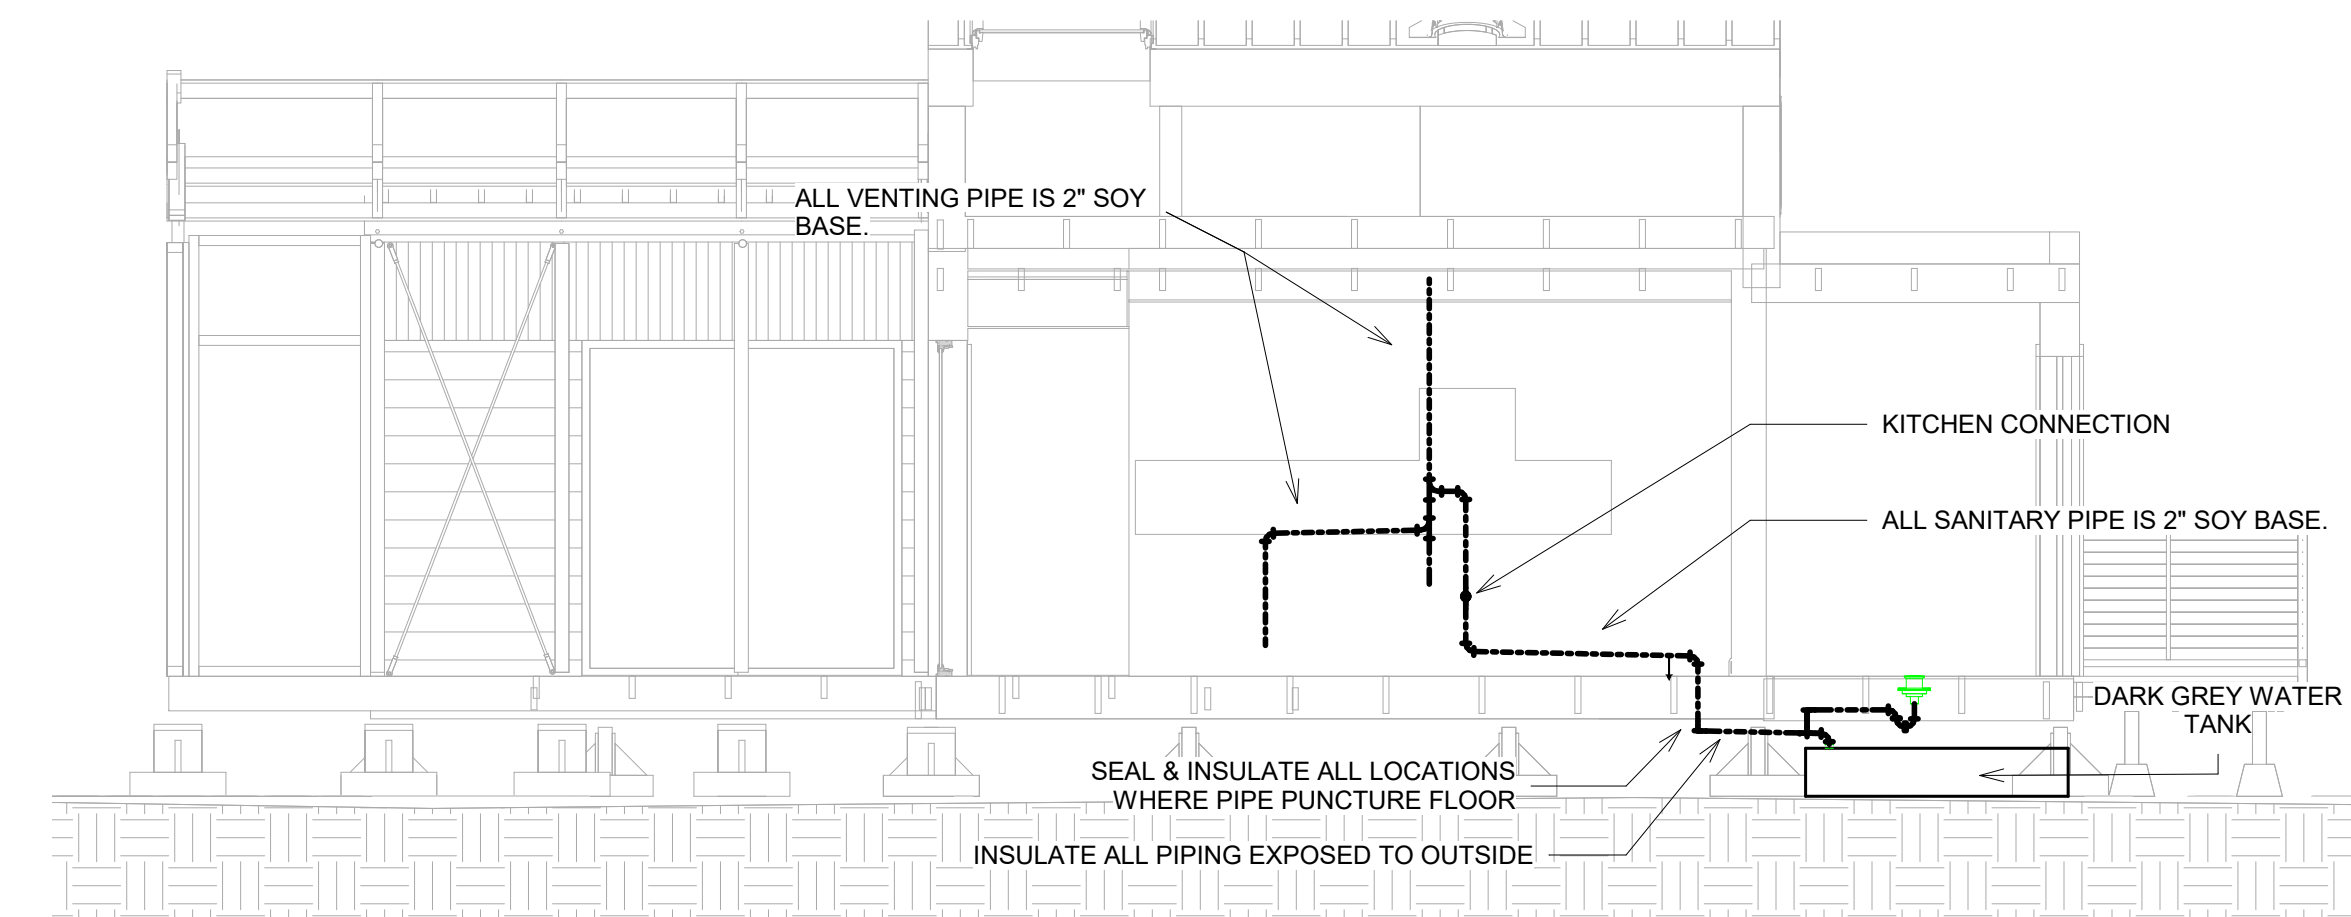 ALL VENTING PIPE IS 2" SOY
BASE.
KITCHEN CONNECTION
ALL SANITARY PIPE IS 2" SOY BASE.
DARK GREY WATER
TANK
SEAL & INSULATE ALL LOCATIONS
WHERE PIPE PUNCTURE FLOOR
INSULATE ALL PIPING EXPOSED TO OUTSIDE